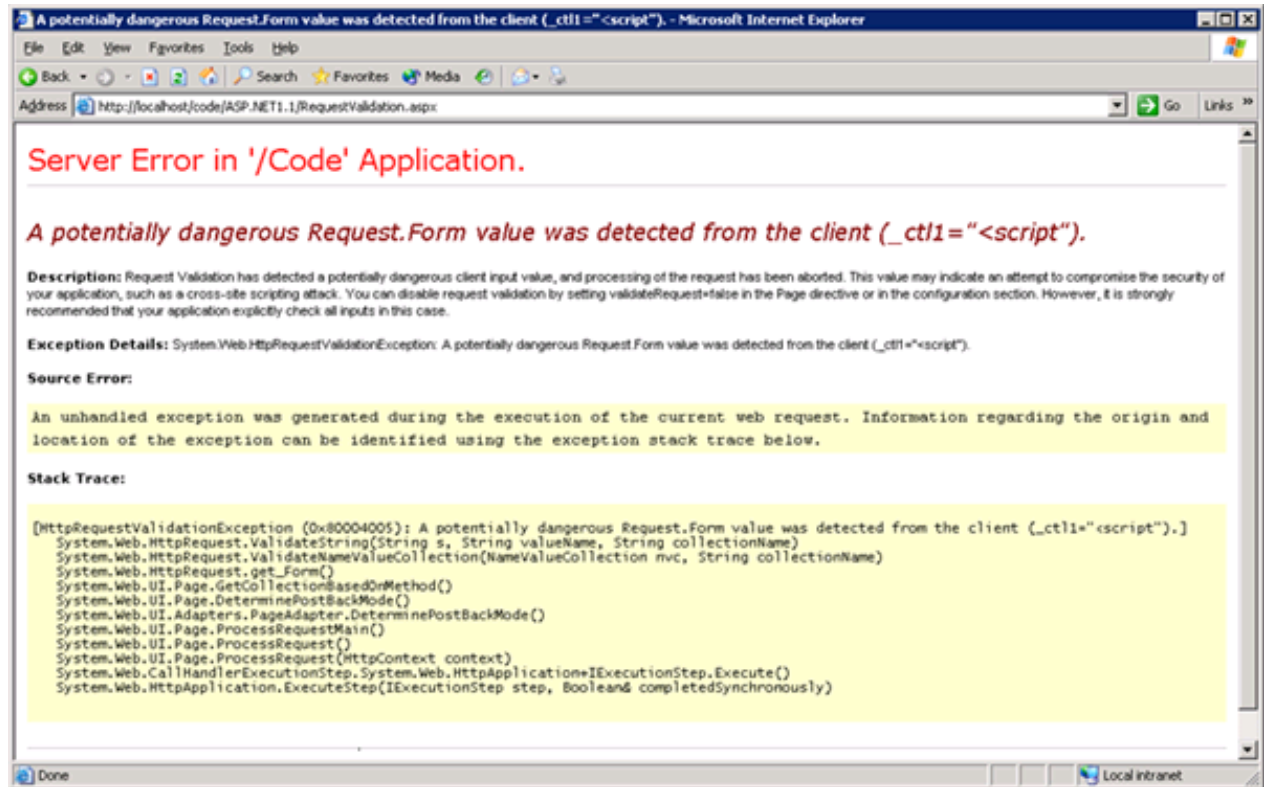 A potentially dangerous Request.Form value was detected from the client (_ctl1="<script"). - Microsoft Internet Explorer
File Edit View Favorites Tools Help
Back Search Favorites Media
Address http://localhost/code/ASP.NET1.1/RequestValidation.aspx Go Links »
Server Error in '/Code' Application.
A potentially dangerous Request.Form value was detected from the client (_ctl1="<script").
Description: Request Validation has detected a potentially dangerous client input value, and processing of the request has been aborted. This value may indicate an attempt to compromise the security of
your application, such as a cross-site scripting attack. You can disable request validation by setting validateRequest=false in the Page directive or in the configuration section. However, it is strongly
recommended that your application explicitly check all inputs in this case.
Exception Details: System.Web.HttpRequestValidationException: A potentially dangerous Request.Form value was detected from the client (_ctl1="<script").
Source Error:
An unhandled exception was generated during the execution of the current web request. Information regarding the origin and
location of the exception can be identified using the exception stack trace below.
Stack Trace:
[HttpRequestValidationException (0x80004005): A potentially dangerous Request.Form value was detected from the client (_ctl1="<script").]
System.Web.HttpRequest.ValidateString(String s, String valueName, String collectionName)
System.Web.HttpRequest.ValidateNameValueCollection(NameValueCollection nvc, String collectionName)
System.Web.HttpRequest.get_Form()
System.Web.UI.Page.GetCollectionBasedOnMethod()
System.Web.UI.Page.DeterminePostBackMode()
System.Web.UI.Adapters.PageAdapter.DeterminePostBackMode()
System.Web.UI.Page.ProcessRequestMain()
System.Web.UI.Page.ProcessRequest()
System.Web.UI.Page.ProcessRequest(HttpContext context)
System.Web.CallHandlerExecutionStep.System.Web.HttpApplication+IExecutionStep.Execute()
System.Web.HttpApplication.ExecuteStep(IExecutionStep step, Boolean& completedSynchronously)
Done Local intranet